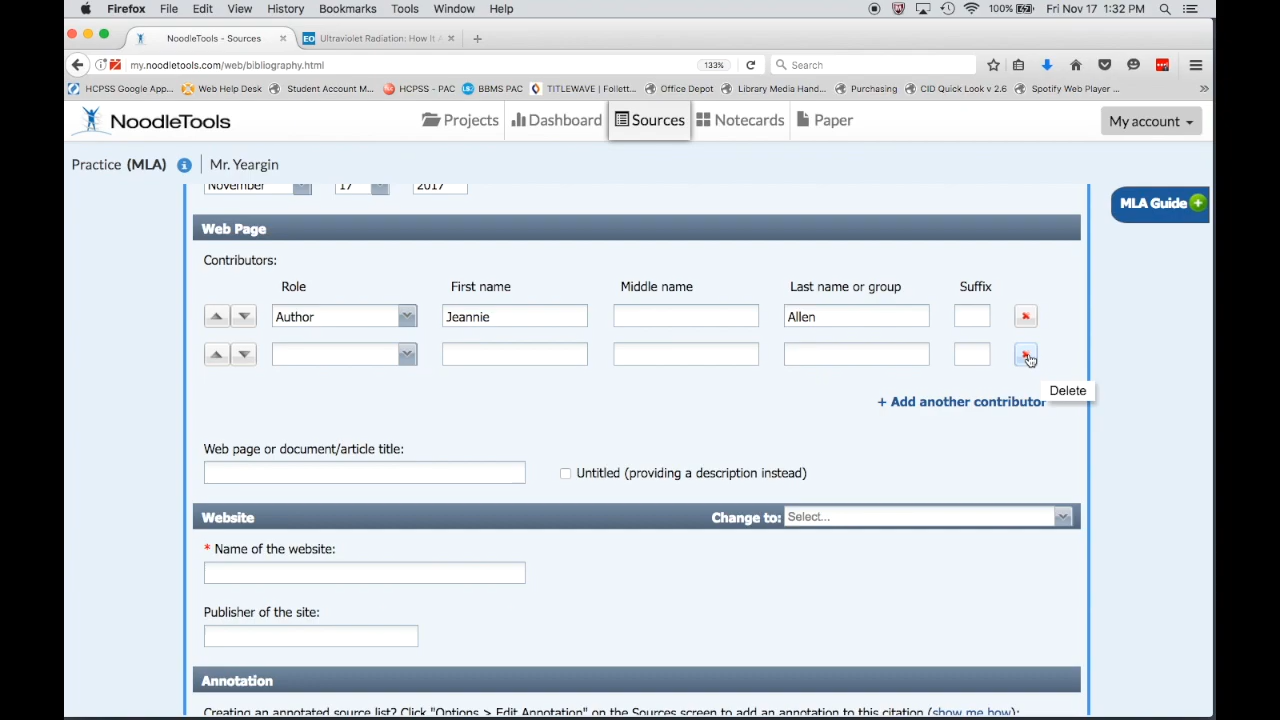 Firefox File Edit View History Bookmarks Tools Window Help 100% Fri Nov 17 1:32 PM
NoodleTools - Sources × EO Ultraviolet Radiation: How It A × +
my.noodletools.com/web/bibliography.html 133% Search
HCPSS Google App... Web Help Desk Student Account M... HCPSS - PAC BBMS PAC TITLEWAVE | Follett... Office Depot Library Media Hand... Purchasing CID Quick Look v 2.6 Spotify Web Player ... »
NoodleTools Projects Dashboard Sources Notecards Paper My account
Practice (MLA) Mr. Yeargin
MLA Guide
November 17 2017
Web Page
Contributors:
Role First name Middle name Last name or group Suffix
Author Jeannie Allen
Delete
+ Add another contributor
Web page or document/article title:
Untitled (providing a description instead)
Website Change to: Select...
* Name of the website:
Publisher of the site:
Annotation
Creating an annotated source list? Click "Options > Edit Annotation" on the Sources screen to add an annotation to this citation (show me how):